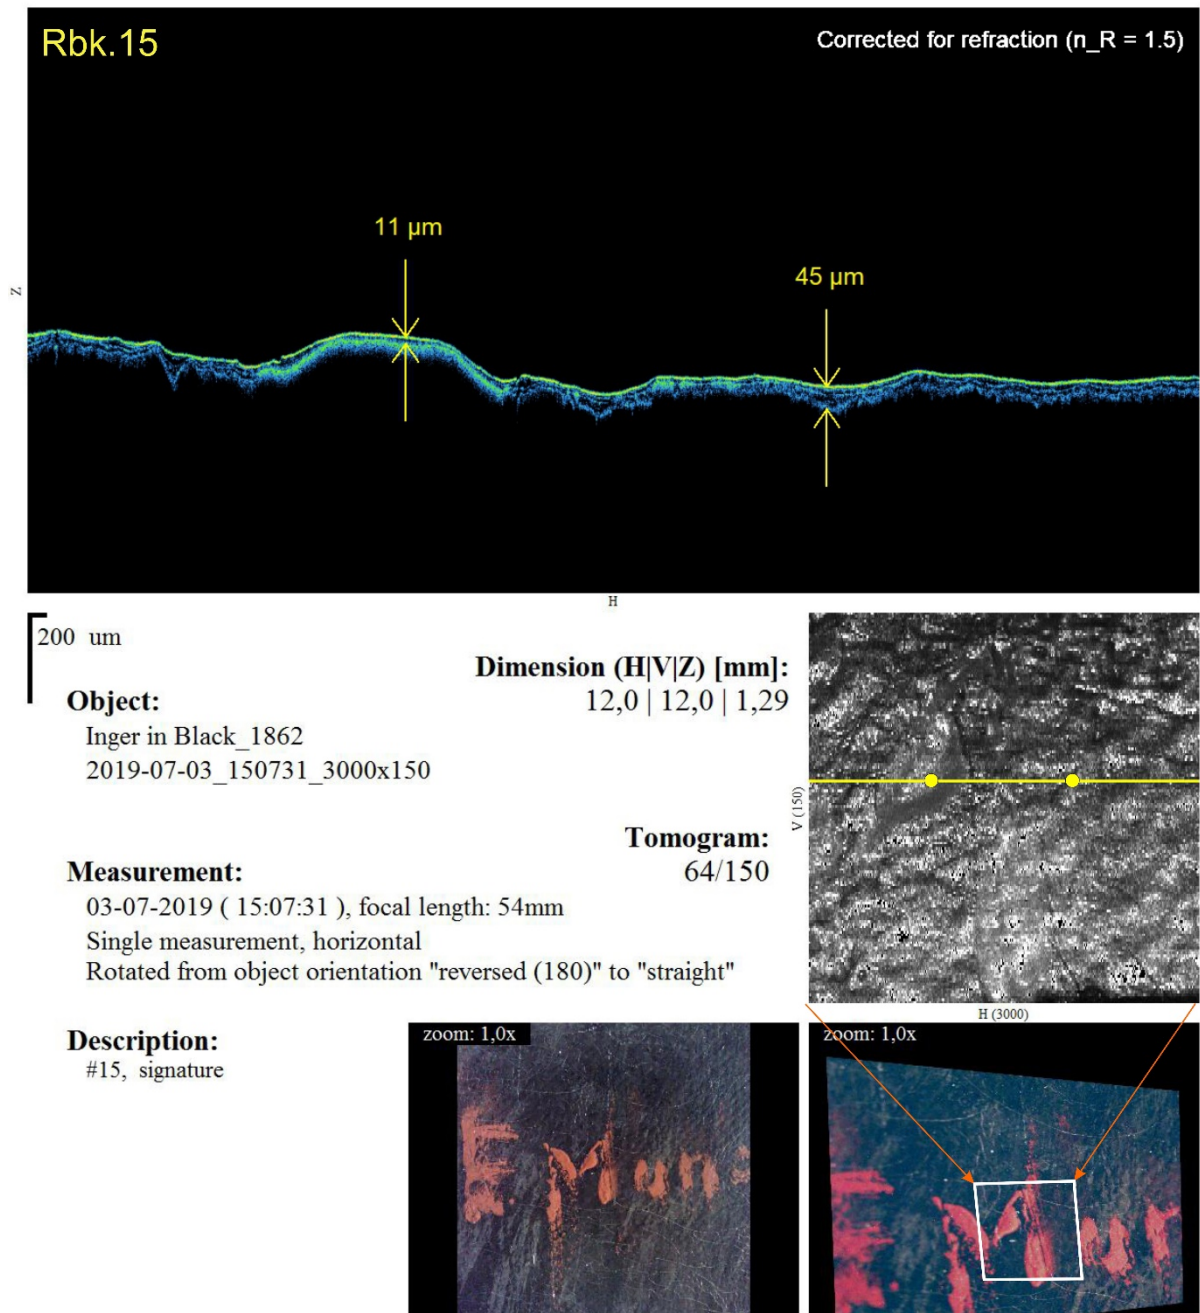 Rbk.15
Corrected for refraction (n_R = 1.5)
11 µm
45 µm
Z
H
200 um
Dimension (H|V|Z) [mm]:
12,0 | 12,0 | 1,29
Object:
Inger in Black_1862
2019-07-03_150731_3000x150
V (150)
Tomogram:
64/150
Measurement:
03-07-2019 ( 15:07:31 ), focal length: 54mm
Single measurement, horizontal
Rotated from object orientation "reversed (180)" to "straight"
H (3000)
Description:
#15, signature
zoom: 1,0x
zoom: 1,0x
E. Mun